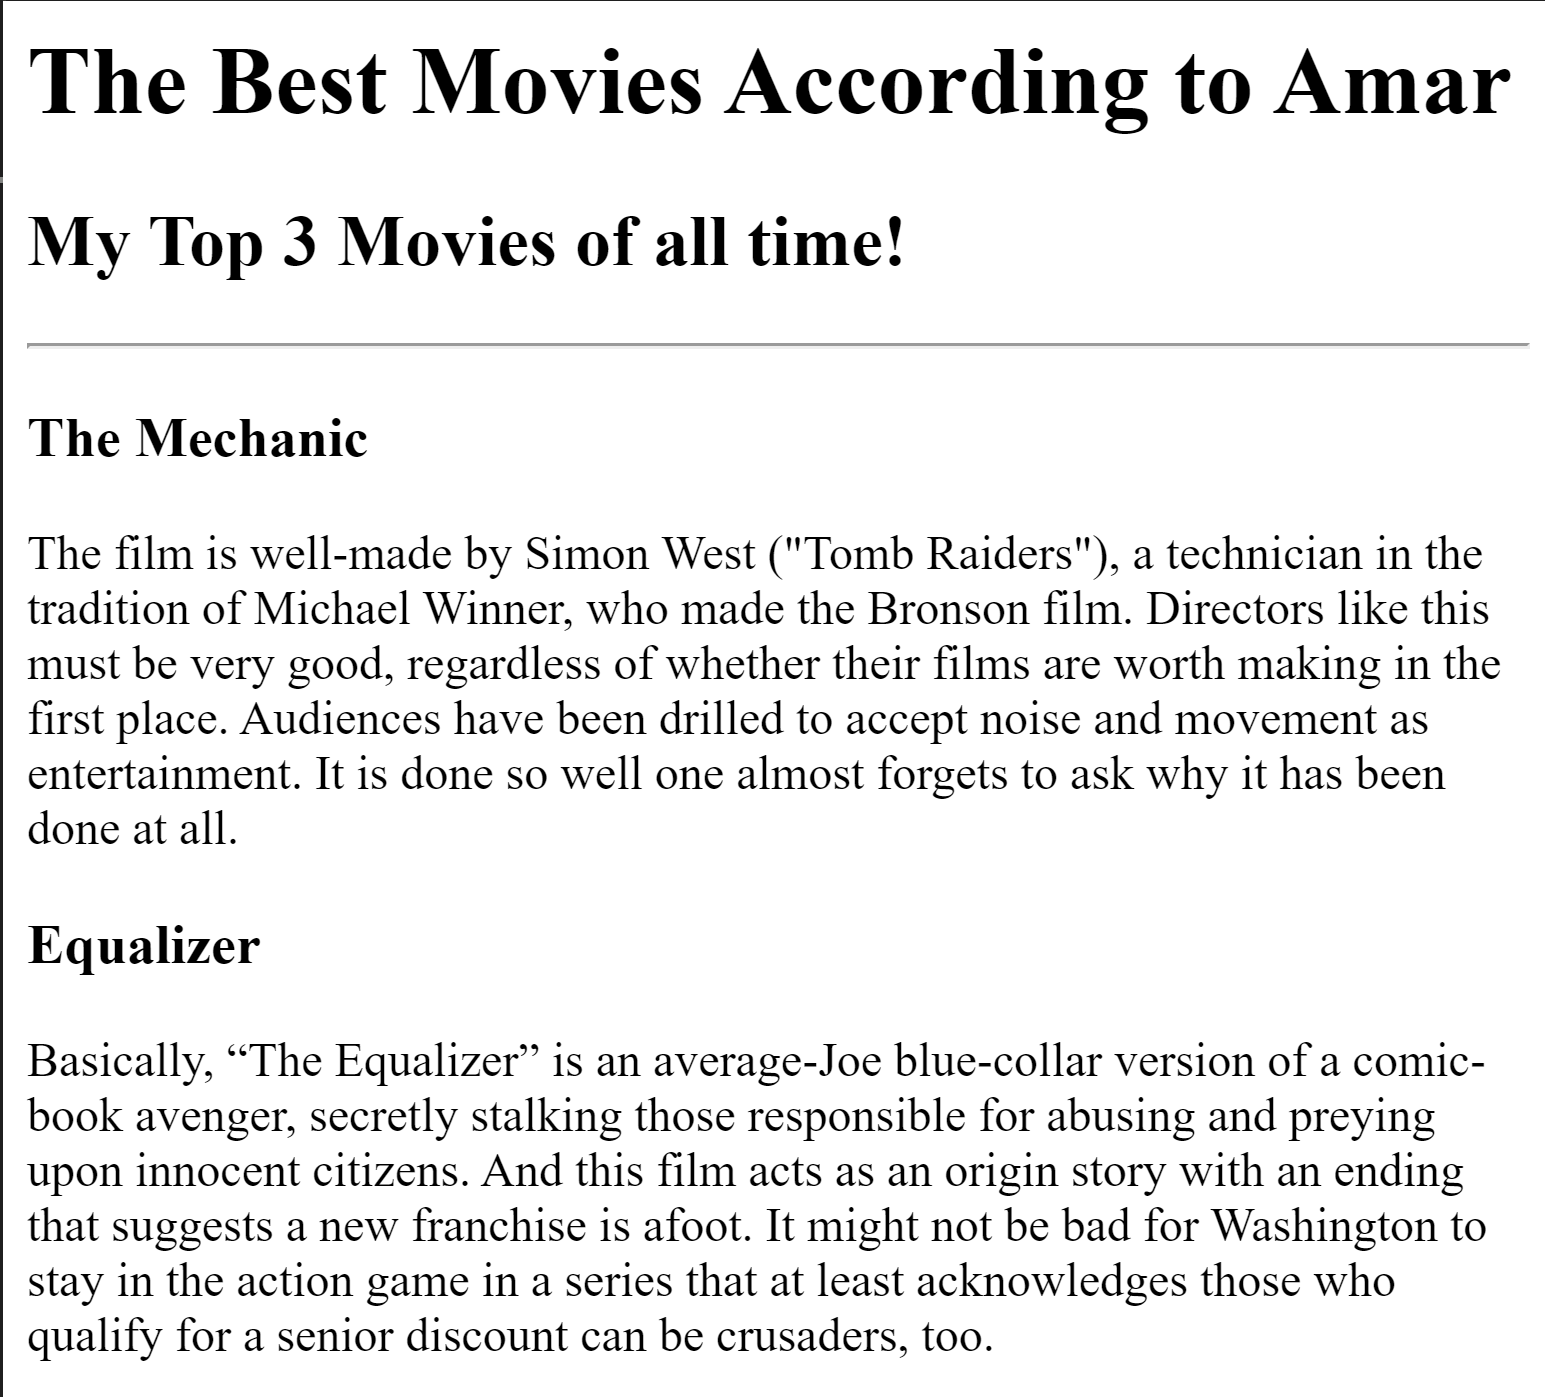 The Best Movies According to Amar
My Top 3 Movies of all time!
The Mechanic
The film is well-made by Simon West ("Tomb Raiders"), a technician in the
tradition of Michael Winner, who made the Bronson film. Directors like this
must be very good, regardless of whether their films are worth making in the
first place. Audiences have been drilled to accept noise and movement as
entertainment. It is done so well one almost forgets to ask why it has been
done at all.
Equalizer
Basically, “The Equalizer” is an average-Joe blue-collar version of a comic-
book avenger, secretly stalking those responsible for abusing and preying
upon innocent citizens. And this film acts as an origin story with an ending
that suggests a new franchise is afoot. It might not be bad for Washington to
stay in the action game in a series that at least acknowledges those who
qualify for a senior discount can be crusaders, too.